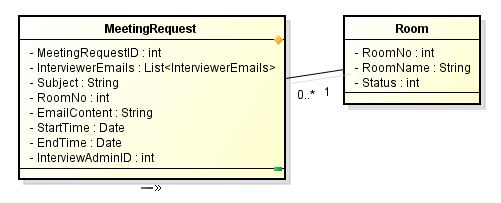 MeetingRequest
- MeetingRequestID : int
- InterviewerEmails : List<InterviewerEmails>
- Subject : String
- RoomNo : int
- EmailContent : String
- StartTime : Date
- EndTime : Date
- InterviewAdminID : int
0..*
1
Room
- RoomNo : int
- RoomName : String
- Status : int